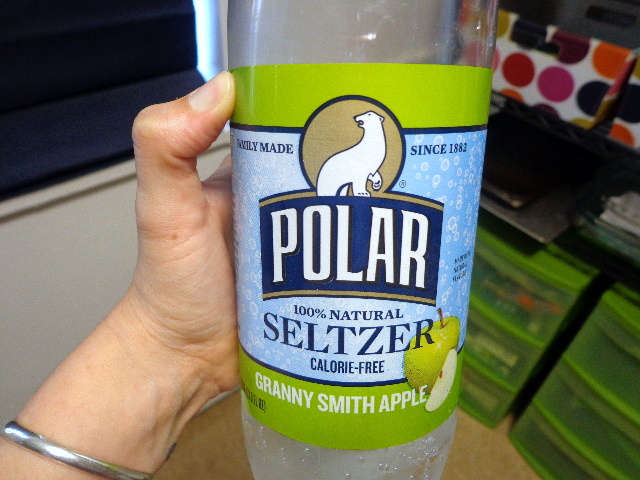 FAMILY MADE
SINCE 1882
®
POLAR
100% NATURAL
SELTZER
CALORIE-FREE
GRANNY SMITH APPLE